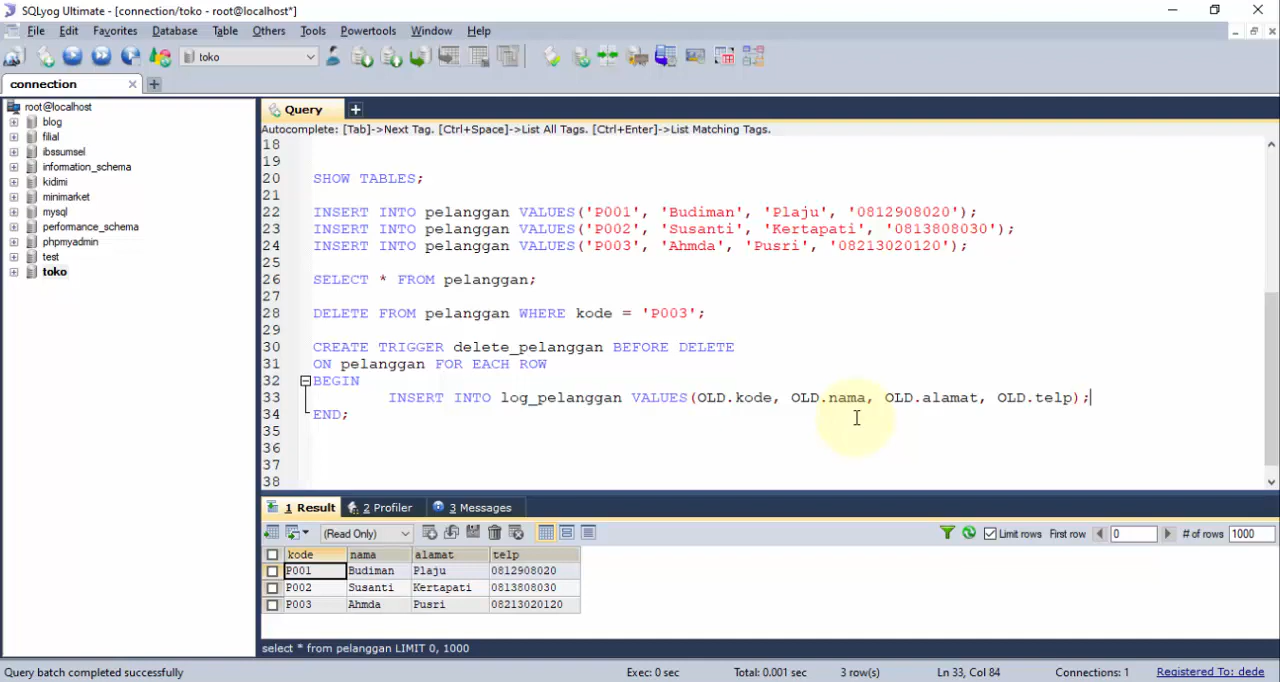 SQLyog Ultimate - [connection/toko - root@localhost*]
File Edit Favorites Database Table Others Tools Powertools Window Help
toko
connection
root@localhost
blog
filial
ibssumsel
information_schema
kidimi
minimarket
mysql
performance_schema
phpmyadmin
test
toko
Query
Autocomplete: [Tab]->Next Tag. [Ctrl+Space]->List All Tags. [Ctrl+Enter]->List Matching Tags.
18
19
20 SHOW TABLES;
21
22 INSERT INTO pelanggan VALUES('P001', 'Budiman', 'Plaju', '0812908020');
23 INSERT INTO pelanggan VALUES('P002', 'Susanti', 'Kertapati', '0813808030');
24 INSERT INTO pelanggan VALUES('P003', 'Ahmda', 'Pusri', '08213020120');
25
26 SELECT * FROM pelanggan;
27
28 DELETE FROM pelanggan WHERE kode = 'P003';
29
30 CREATE TRIGGER delete_pelanggan BEFORE DELETE
31 ON pelanggan FOR EACH ROW
32 BEGIN
33 INSERT INTO log_pelanggan VALUES(OLD.kode, OLD.nama, OLD.alamat, OLD.telp);
34 END;
35
36
37
38
1 Result 2 Profiler 3 Messages
(Read Only) Limit rows First row 0 # of rows 1000
kode nama alamat telp
P001 Budiman Plaju 0812908020
P002 Susanti Kertapati 0813808030
P003 Ahmda Pusri 08213020120
select * from pelanggan LIMIT 0, 1000
Query batch completed successfully Exec: 0 sec Total: 0.001 sec 3 row(s) Ln 33, Col 84 Connections: 1 Registered To: dede